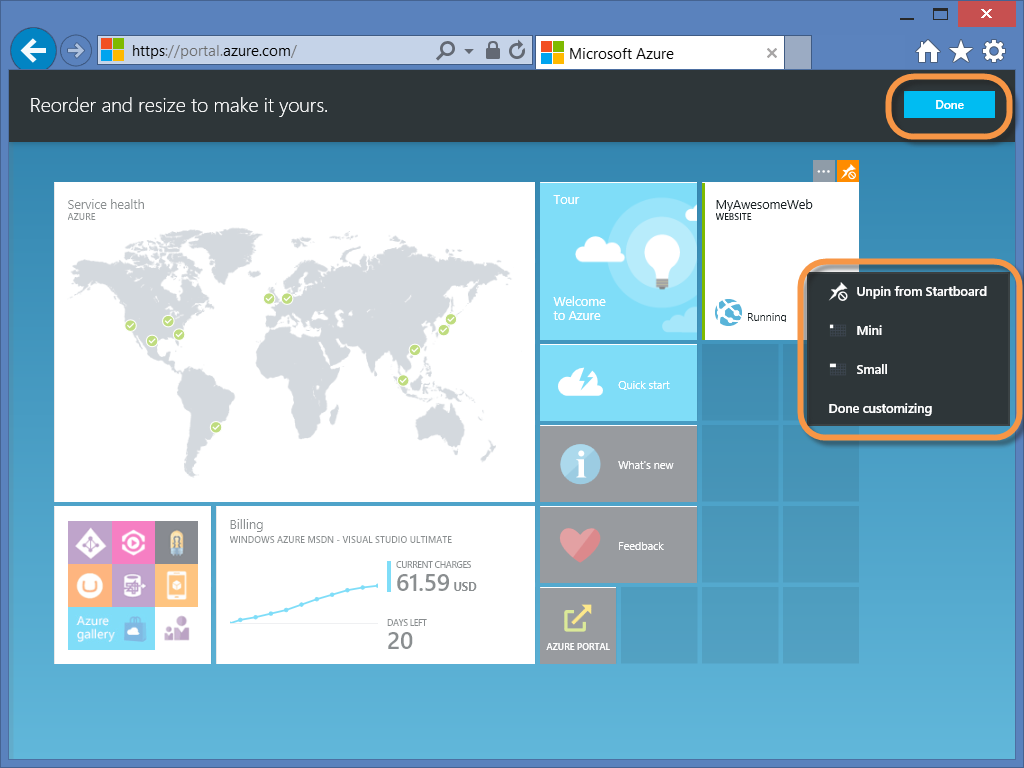 https://portal.azure.com/
Microsoft Azure
Reorder and resize to make it yours.
Done
Service health
AZURE
Tour
Welcome
to Azure
MyAwesomeWeb
WEBSITE
Running
Unpin from Startboard
Mini
Small
Done customizing
Quick start
What's new
Feedback
AZURE PORTAL
Azure
gallery
Billing
WINDOWS AZURE MSDN - VISUAL STUDIO ULTIMATE
CURRENT CHARGES
61.59 USD
DAYS LEFT
20